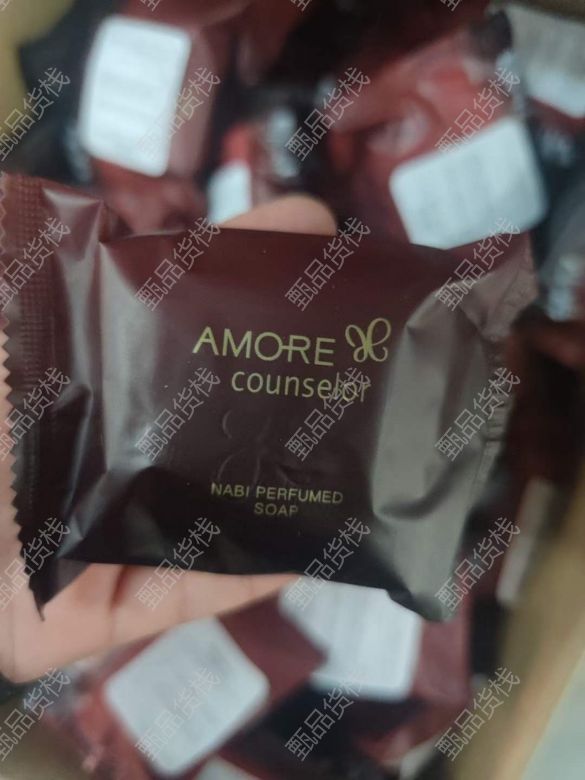 AMORE
counselor
NABI PERFUMED
SOAP
甄品货栈